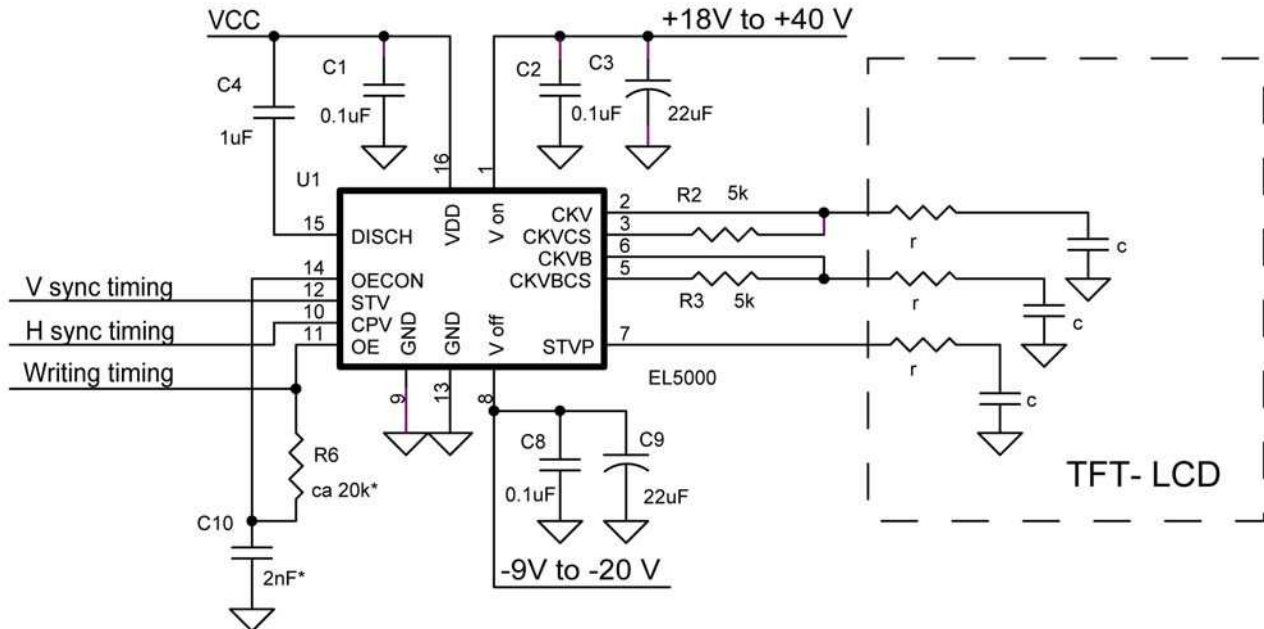 VCC
+18V to +40 V
C4
1uF
C1
0.1uF
C2
0.1uF
C3
22uF
16
1
U1
15
DISCH
VDD
V on
CKV
2
R2
5k
CKVCS
3
CKVB
6
CKVBCS
5
R3
5k
14
OECON
V sync timing
12
STV
10
CPV
H sync timing
11
OE
GND
GND
V off
STVP
7
Writing timing
EL5000
9
13
8
r
c
r
c
r
c
R6
ca 20k*
C8
0.1uF
C9
22uF
TFT- LCD
C10
2nF*
-9V to -20 V